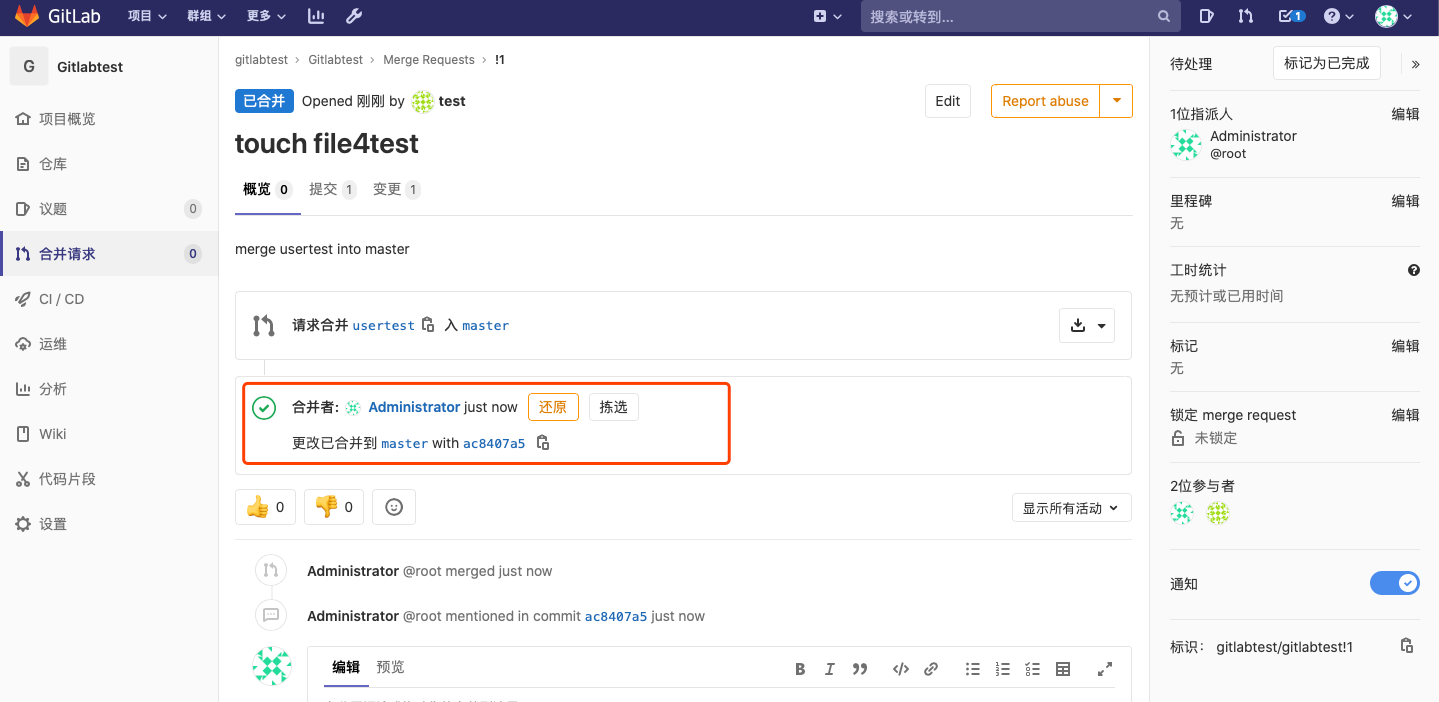 GitLab 项目 群组 更多 搜索或转到... 1
G Gitlabtest
项目概览
仓库
议题 0
合并请求 0
CI / CD
运维
分析
Wiki
代码片段
设置
gitlabtest › Gitlabtest › Merge Requests › !1
已合并 Opened 刚刚 by test Edit Report abuse
touch file4test
概览 0 提交 1 变更 1
merge usertest into master
请求合并 usertest 入 master
合并者: Administrator just now 还原 拣选
更改已合并到 master with ac8407a5
0 0 显示所有活动
Administrator @root merged just now
Administrator @root mentioned in commit ac8407a5 just now
编辑 预览
待处理 标记为已完成 »
1位指派人 编辑
Administrator
@root
里程碑 编辑
无
工时统计
无预计或已用时间
标记 编辑
无
锁定 merge request 编辑
未锁定
2位参与者
通知
标识： gitlabtest/gitlabtest!1